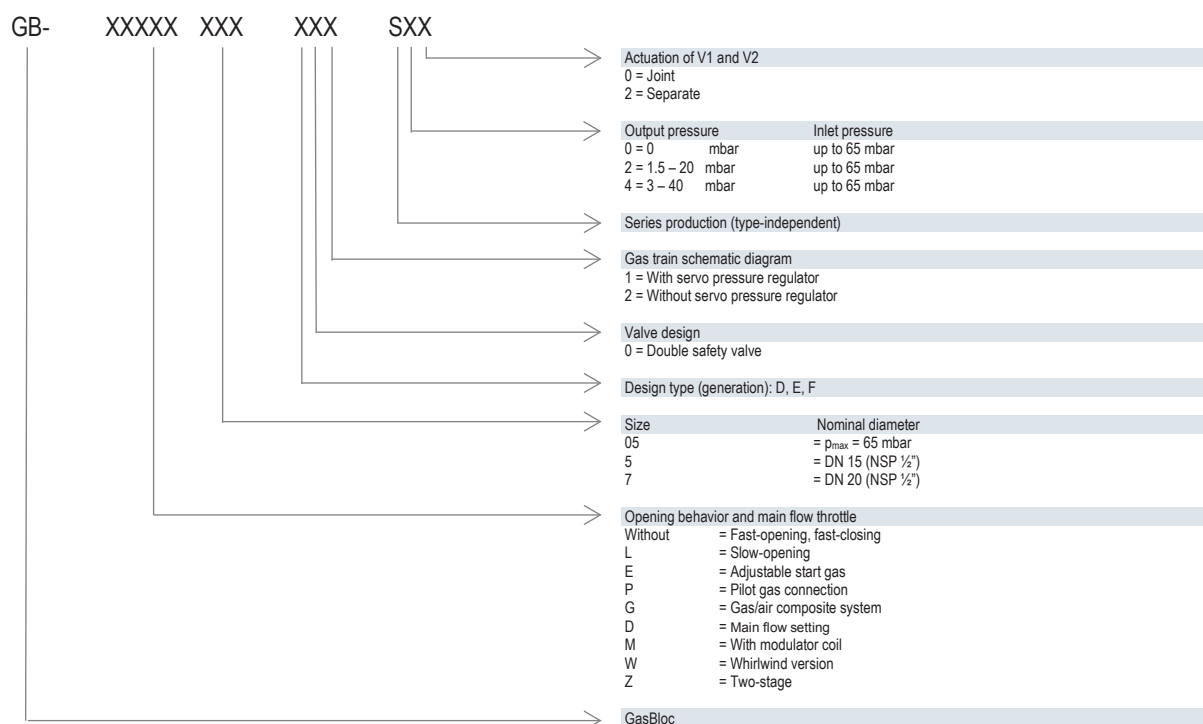 GB- XXXXX XXX XXX SXX
Actuation of V1 and V2
0 = Joint
2 = Separate
Output pressure Inlet pressure
0 = 0 mbar up to 65 mbar
2 = 1.5 – 20 mbar up to 65 mbar
4 = 3 – 40 mbar up to 65 mbar
Series production (type-independent)
Gas train schematic diagram
1 = With servo pressure regulator
2 = Without servo pressure regulator
Valve design
0 = Double safety valve
Design type (generation): D, E, F
Size Nominal diameter
05 = pmax = 65 mbar
5 = DN 15 (NSP ½”)
7 = DN 20 (NSP ½”)
Opening behavior and main flow throttle
Without = Fast-opening, fast-closing
L = Slow-opening
E = Adjustable start gas
P = Pilot gas connection
G = Gas/air composite system
D = Main flow setting
M = With modulator coil
W = Whirlwind version
Z = Two-stage
GasBloc